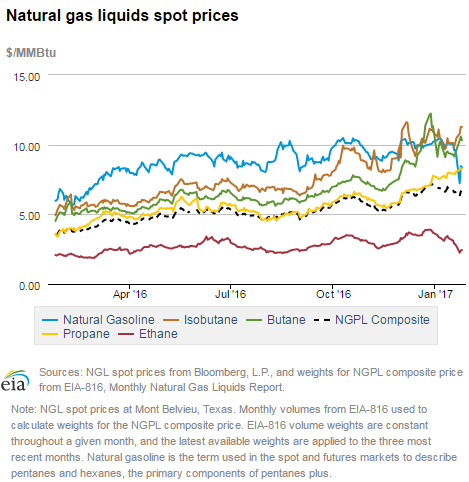 Natural gas liquids spot prices
$/MMBtu
15.00
10.00
5.00
0.00
Apr '16 Jul '16 Oct '16 Jan '17
Natural Gasoline Isobutane Butane NGPL Composite
Propane Ethane
eia
Sources: NGL spot prices from Bloomberg, L.P., and weights for NGPL composite price
from EIA-816, Monthly Natural Gas Liquids Report.
Note: NGL spot prices at Mont Belvieu, Texas. Monthly volumes from EIA-816 used to
calculate weights for the NGPL composite price. EIA-816 volume weights are constant
throughout a given month, and the latest available weights are applied to the three most
recent months. Natural gasoline is the term used in the spot and futures markets to describe
pentanes and hexanes, the primary components of pentanes plus.